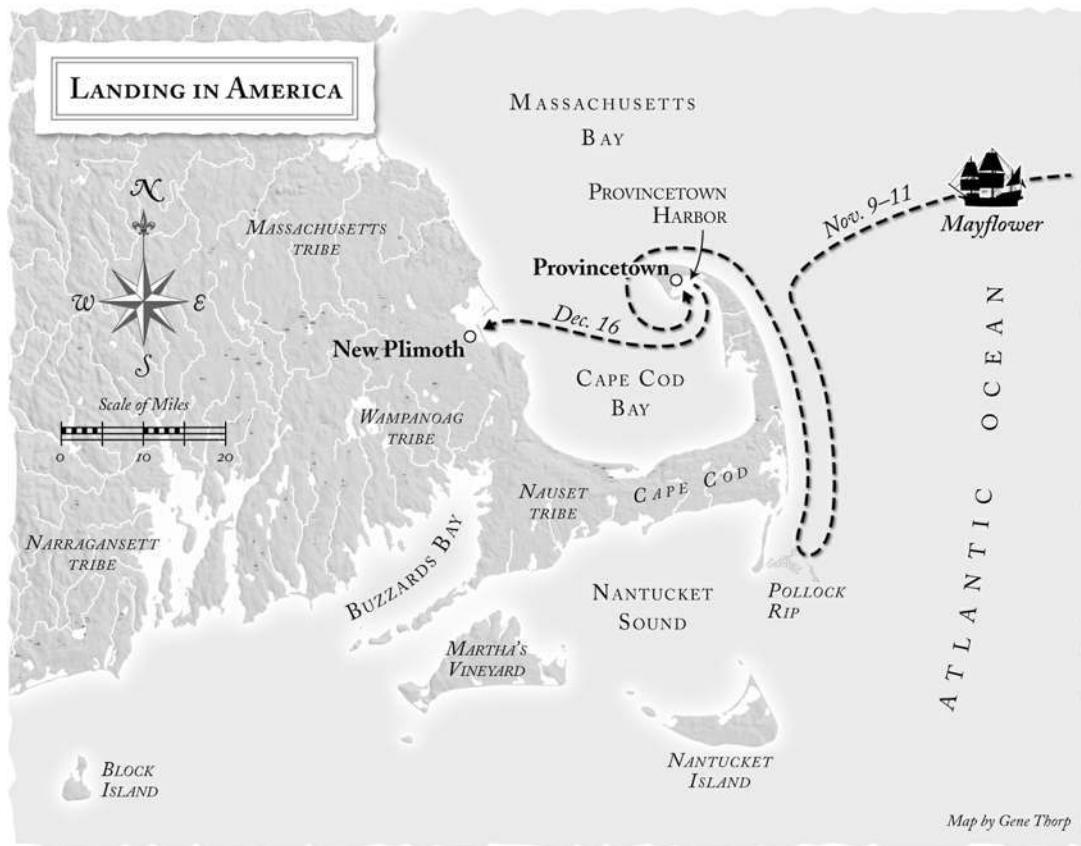 LANDING IN AMERICA
MASSACHUSETTS
BAY
PROVINCETOWN
HARBOR
Nov. 9–11
Mayflower
N
W
E
S
MASSACHUSETTS
TRIBE
Provincetown
Dec. 16
New Plimoth
CAPE COD
BAY
Scale of Miles
0 10 20
WAMPANOAG
TRIBE
NAUSET
TRIBE
CAPE COD
NARRAGANSETT
TRIBE
BUZZARDS BAY
NANTUCKET
SOUND
POLLOCK
RIP
ATLANTIC OCEAN
MARTHA'S
VINEYARD
NANTUCKET
ISLAND
BLOCK
ISLAND
Map by Gene Thorp